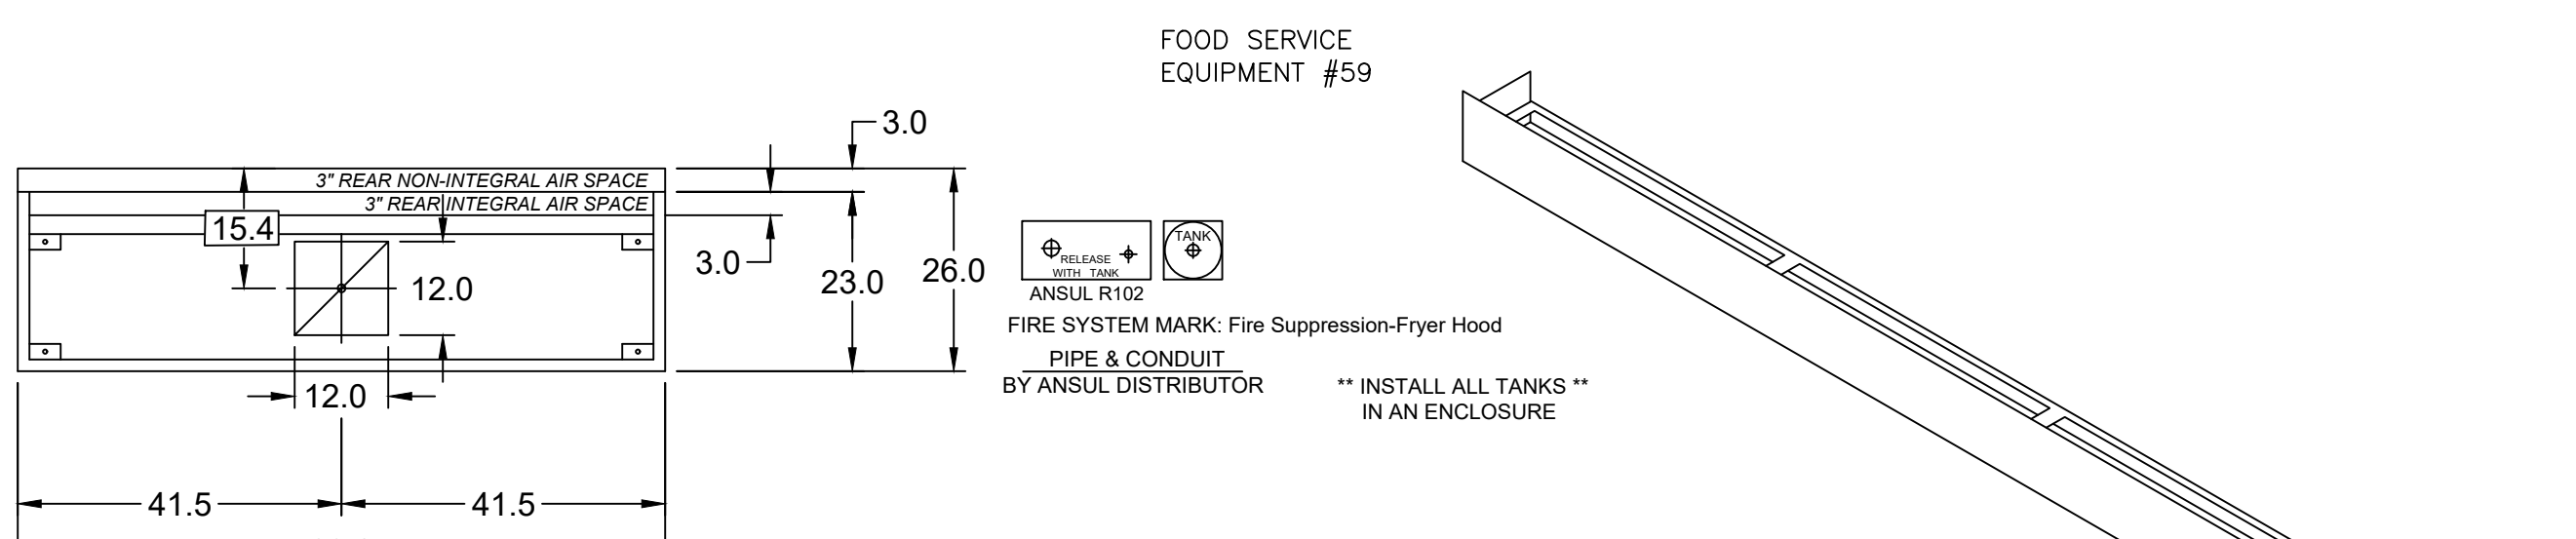 FOOD SERVICE
EQUIPMENT #59
3.0
3" REAR NON-INTEGRAL AIR SPACE
3" REAR INTEGRAL AIR SPACE
15.4
12.0
3.0
23.0
26.0
12.0
41.5
41.5
TANK
RELEASE
WITH TANK
ANSUL R102
FIRE SYSTEM MARK: Fire Suppression-Fryer Hood
PIPE & CONDUIT
BY ANSUL DISTRIBUTOR
** INSTALL ALL TANKS **
IN AN ENCLOSURE